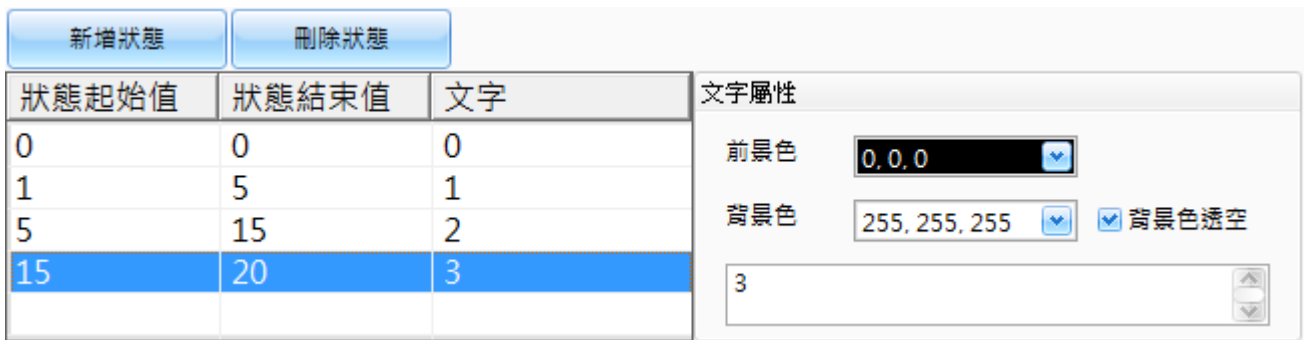 新增狀態 刪除狀態
狀態起始值 狀態結束值 文字
0 0 0
1 5 1
5 15 2
15 20 3
文字屬性
前景色 0, 0, 0
背景色 255, 255, 255 背景色透空
3